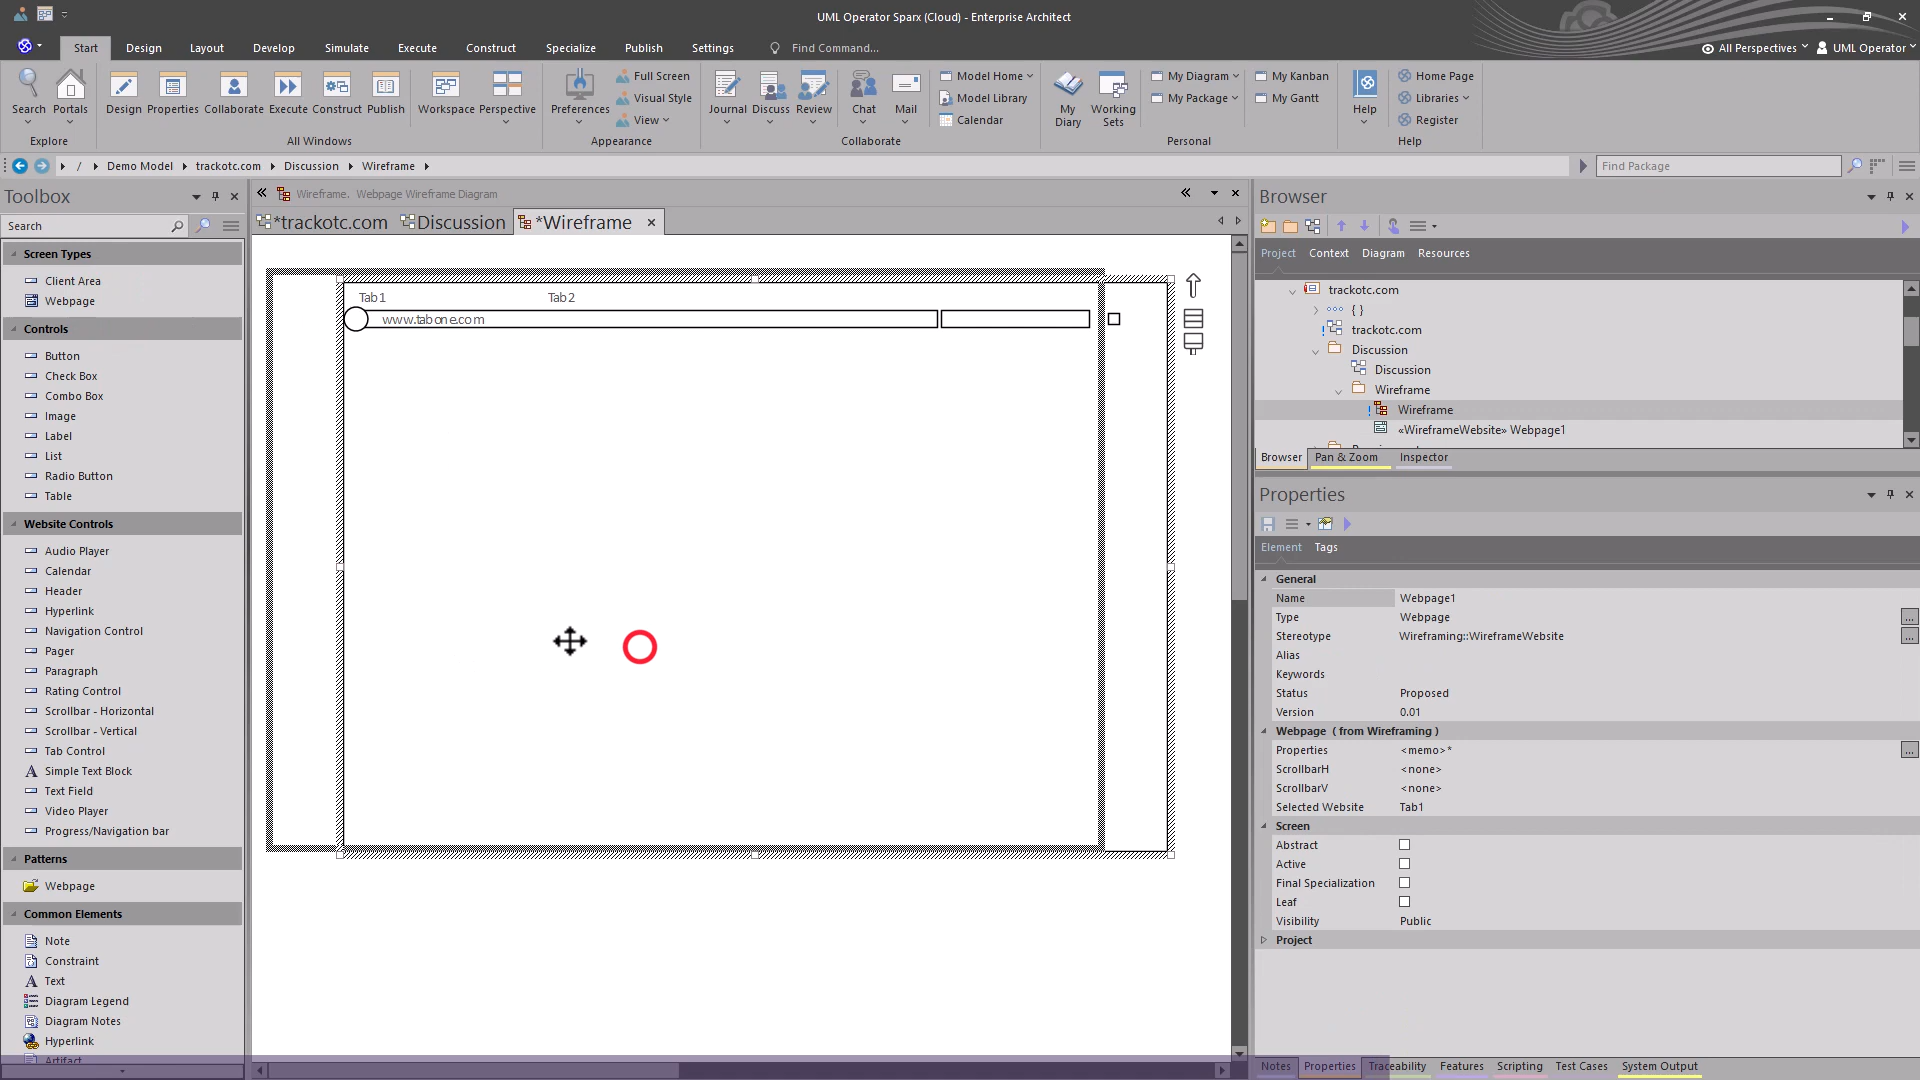 UML Operator Sparx (Cloud) - Enterprise Architect
Start Design Layout Develop Simulate Execute Construct Specialize Publish Settings Find Command... All Perspectives UML Operator
Search Portals Design Properties Collaborate Execute Construct Publish Workspace Perspective Preferences Full Screen Visual Style View Journal Discuss Review Chat Mail Model Home Model Library Calendar My Diary Working Sets My Diagram My Package My Kanban My Gantt Help Home Page Libraries Register
Explore All Windows Appearance Collaborate Personal Help
/ Demo Model trackotc.com Discussion Wireframe Find Package
Toolbox
Search
Screen Types
Client Area
Webpage
Controls
Button
Check Box
Combo Box
Image
Label
List
Radio Button
Table
Website Controls
Audio Player
Calendar
Header
Hyperlink
Navigation Control
Pager
Paragraph
Rating Control
Scrollbar - Horizontal
Scrollbar - Vertical
Tab Control
Simple Text Block
Text Field
Video Player
Progress/Navigation bar
Patterns
Webpage
Common Elements
Note
Constraint
Text
Diagram Legend
Diagram Notes
Hyperlink
Artifact
Wireframe. Webpage Wireframe Diagram
*trackotc.com Discussion *Wireframe
Tab1 Tab2
www.tabone.com
Browser
Project Context Diagram Resources
trackotc.com
{ }
trackotc.com
Discussion
Discussion
Wireframe
Wireframe
«WireframeWebsite» Webpage1
Browser Pan & Zoom Inspector
Properties
Element Tags
General
Name Webpage1
Type Webpage
Stereotype Wireframing::WireframeWebsite
Alias
Keywords
Status Proposed
Version 0.01
Webpage ( from Wireframing )
Properties <memo>*
ScrollbarH <none>
ScrollbarV <none>
Selected Website Tab1
Screen
Abstract
Active
Final Specialization
Leaf
Visibility Public
Project
Notes Properties Traceability Features Scripting Test Cases System Output